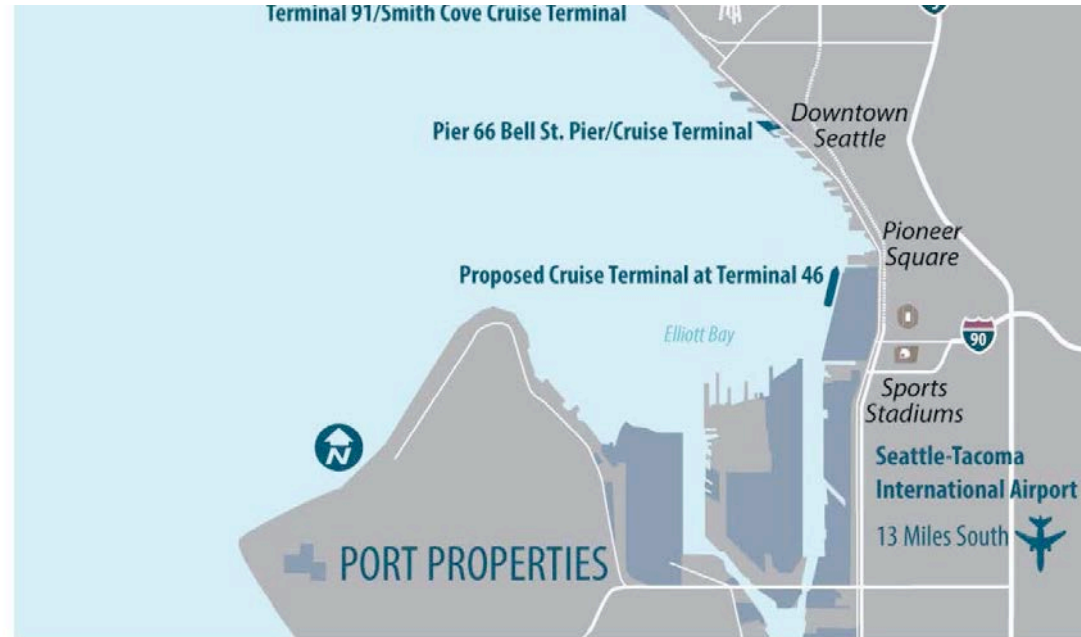 Terminal 91/Smith Cove Cruise Terminal
Pier 66 Bell St. Pier/Cruise Terminal
Downtown
Seattle
Pioneer
Square
Proposed Cruise Terminal at Terminal 46
Elliott Bay
90
Sports
Stadiums
N
Seattle-Tacoma
International Airport
13 Miles South
PORT PROPERTIES